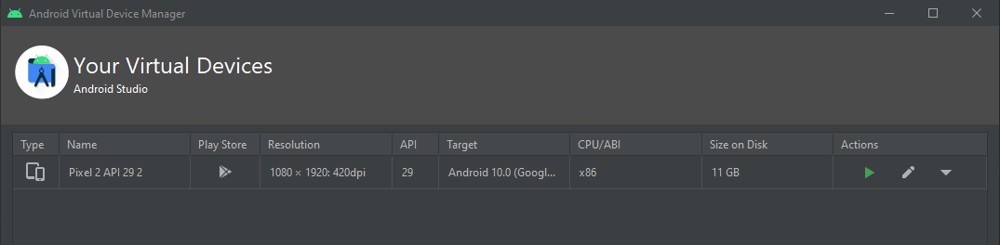 Android Virtual Device Manager
Your Virtual Devices
Android Studio
Type Name Play Store Resolution API Target CPU/ABI Size on Disk Actions
Pixel 2 API 29 2 1080 × 1920: 420dpi 29 Android 10.0 (Googl... x86 11 GB